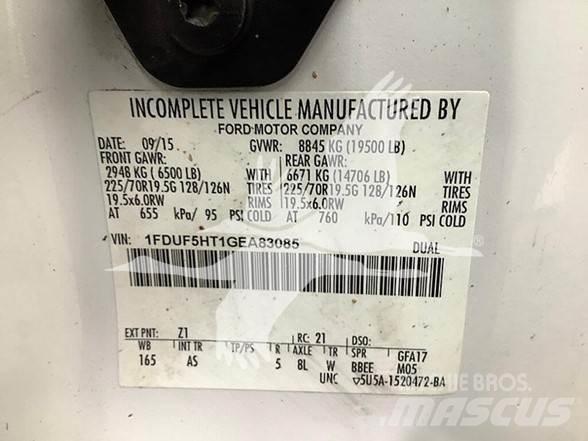 INCOMPLETE VEHICLE MANUFACTURED BY
FORD MOTOR COMPANY
DATE: 09/15 GVWR: 8845 KG (19500 LB)
FRONT GAWR: REAR GAWR:
2948 KG ( 6500 LB) WITH 6671 KG (14706 LB) WITH
225/70R19.5G 128/126N TIRES 225/70R19.5G 128/126N TIRES
19.5x6.0RW RIMS 19.5x6.0RW RIMS
AT 655 kPa/ 95 PSI COLD AT 760 kPa/110 PSI COLD
VIN: 1FDUF5HT1GEA83085 DUAL
EXT PNT: Z1 RC: 21 DSO:
WB INT TR TP/PS R AXLE TR SPR GFA17
165 AS 5 8L W BBEE M05
UNC ▽5U5A-1520472-BA
MACHINERY BIDS.
MASCUS